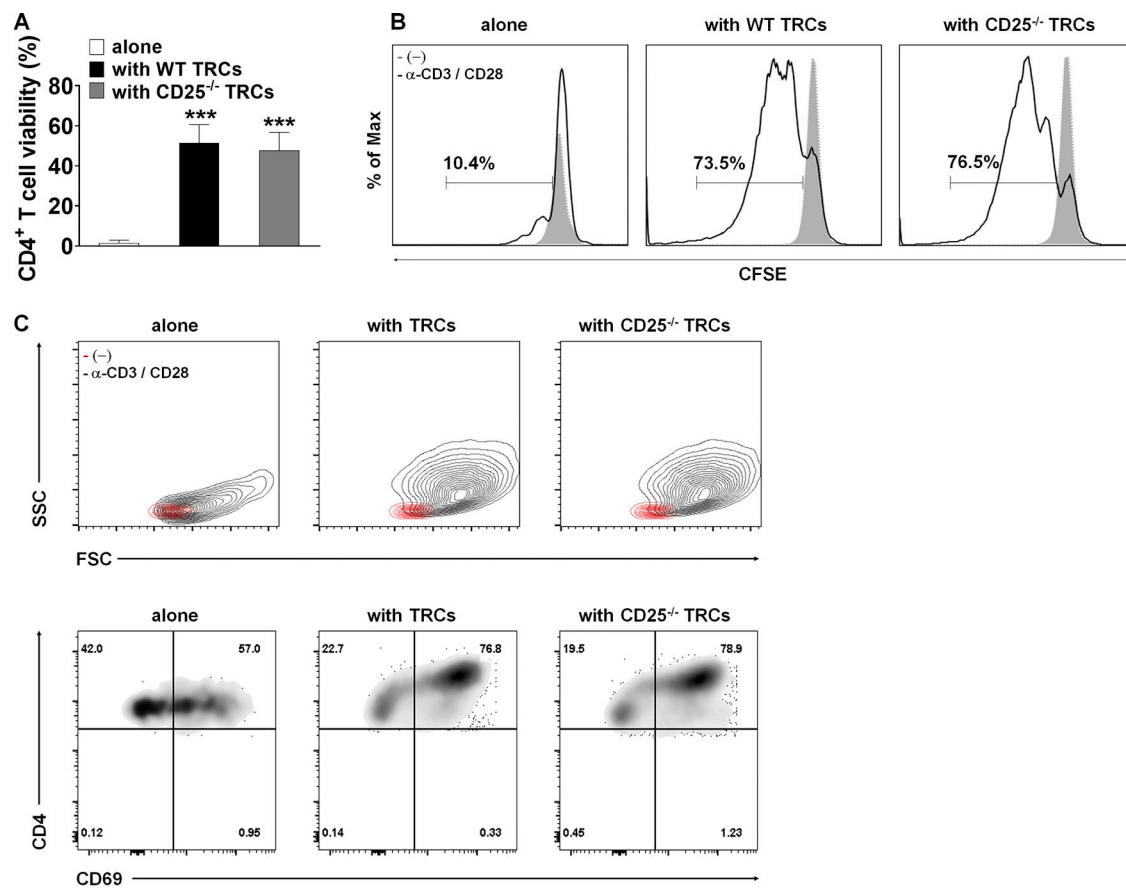 A
alone
with WT TRCs
with CD25-/- TRCs
CD4+ T cell viability (%)
80
60
40
20
0
***
***
B
alone
with WT TRCs
with CD25-/- TRCs
- (−)
- α-CD3 / CD28
% of Max
10.4%
73.5%
76.5%
CFSE
C
alone
with TRCs
with CD25-/- TRCs
- (−)
- α-CD3 / CD28
SSC
FSC
alone
with TRCs
with CD25-/- TRCs
42.0
57.0
22.7
76.8
19.5
78.9
CD4
0.12
0.95
0.14
0.33
0.45
1.23
CD69